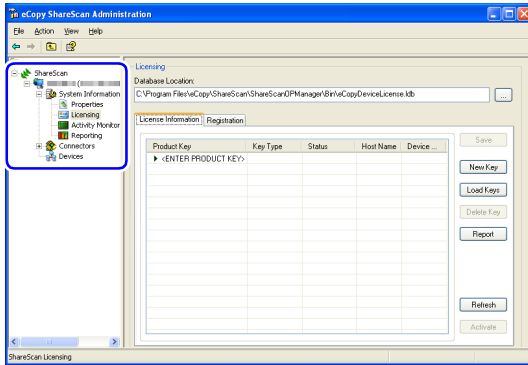 eCopy ShareScan Administration
File Action View Help
ShareScan
System Information
Properties
Licensing
Activity Monitor
Reporting
Connectors
Devices
Licensing
Database Location:
C:\Program Files\eCopy\ShareScan\ShareScanOPManager\Bin\eCopyDeviceLicense.ldb
...
License Information Registration
Product Key Key Type Status Host Name Device ...
<ENTER PRODUCT KEY>
Save
New Key
Load Keys
Delete Key
Report
Refresh
Activate
ShareScan Licensing